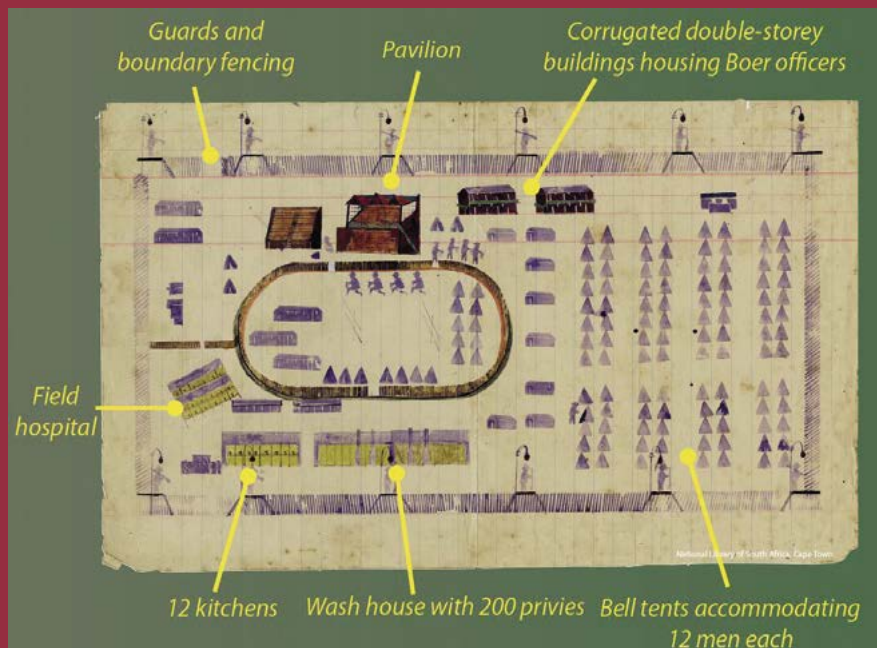 Guards and
boundary fencing
Pavilion
Corrugated double-storey
buildings housing Boer officers
Field
hospital
National Library of South Africa, Cape Town
12 kitchens
Wash house with 200 privies
Bell tents accommodating
12 men each